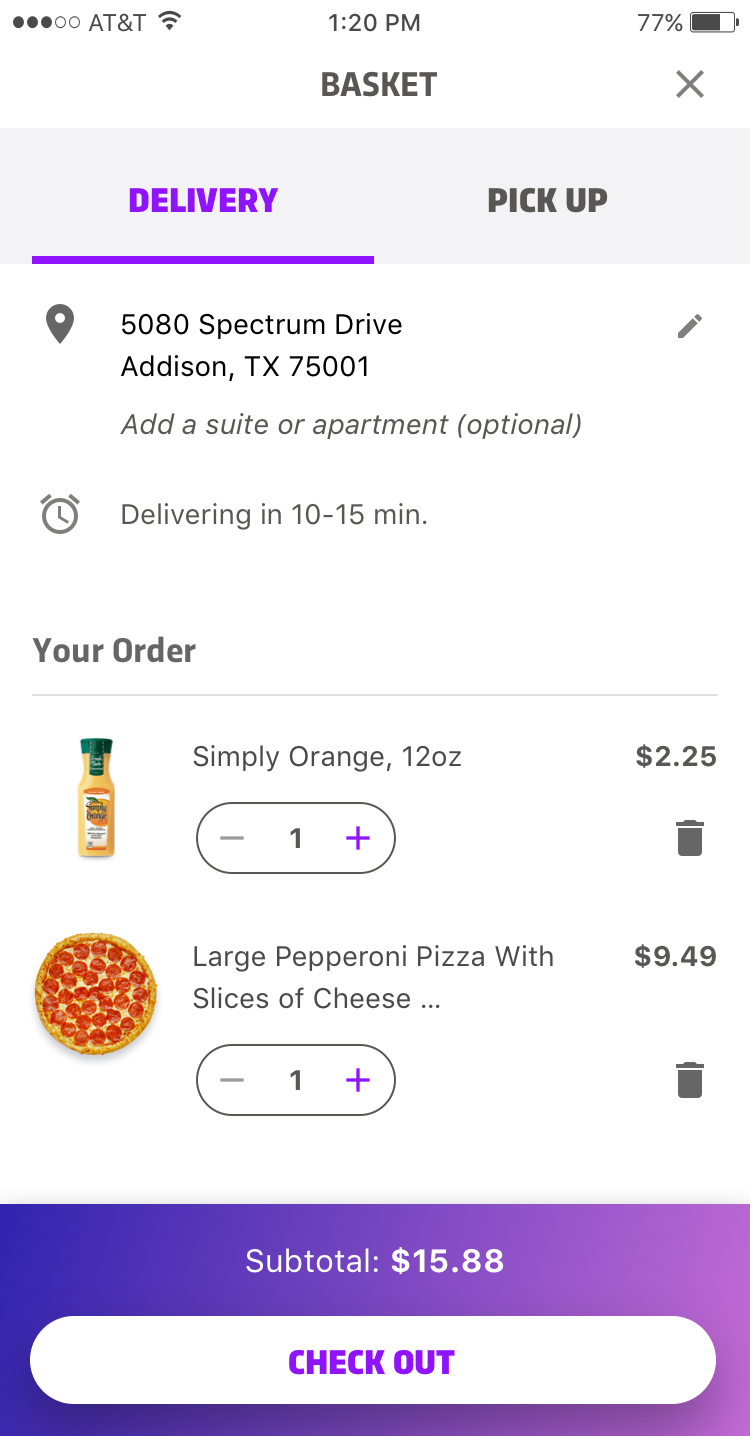 AT&T 1:20 PM 77%
BASKET
DELIVERY PICK UP
5080 Spectrum Drive
Addison, TX 75001
Add a suite or apartment (optional)
Delivering in 10-15 min.
Your Order
Simply Orange, 12oz $2.25
Simply
Orange
1
Large Pepperoni Pizza With $9.49
Slices of Cheese ...
1
Subtotal: $15.88
CHECK OUT